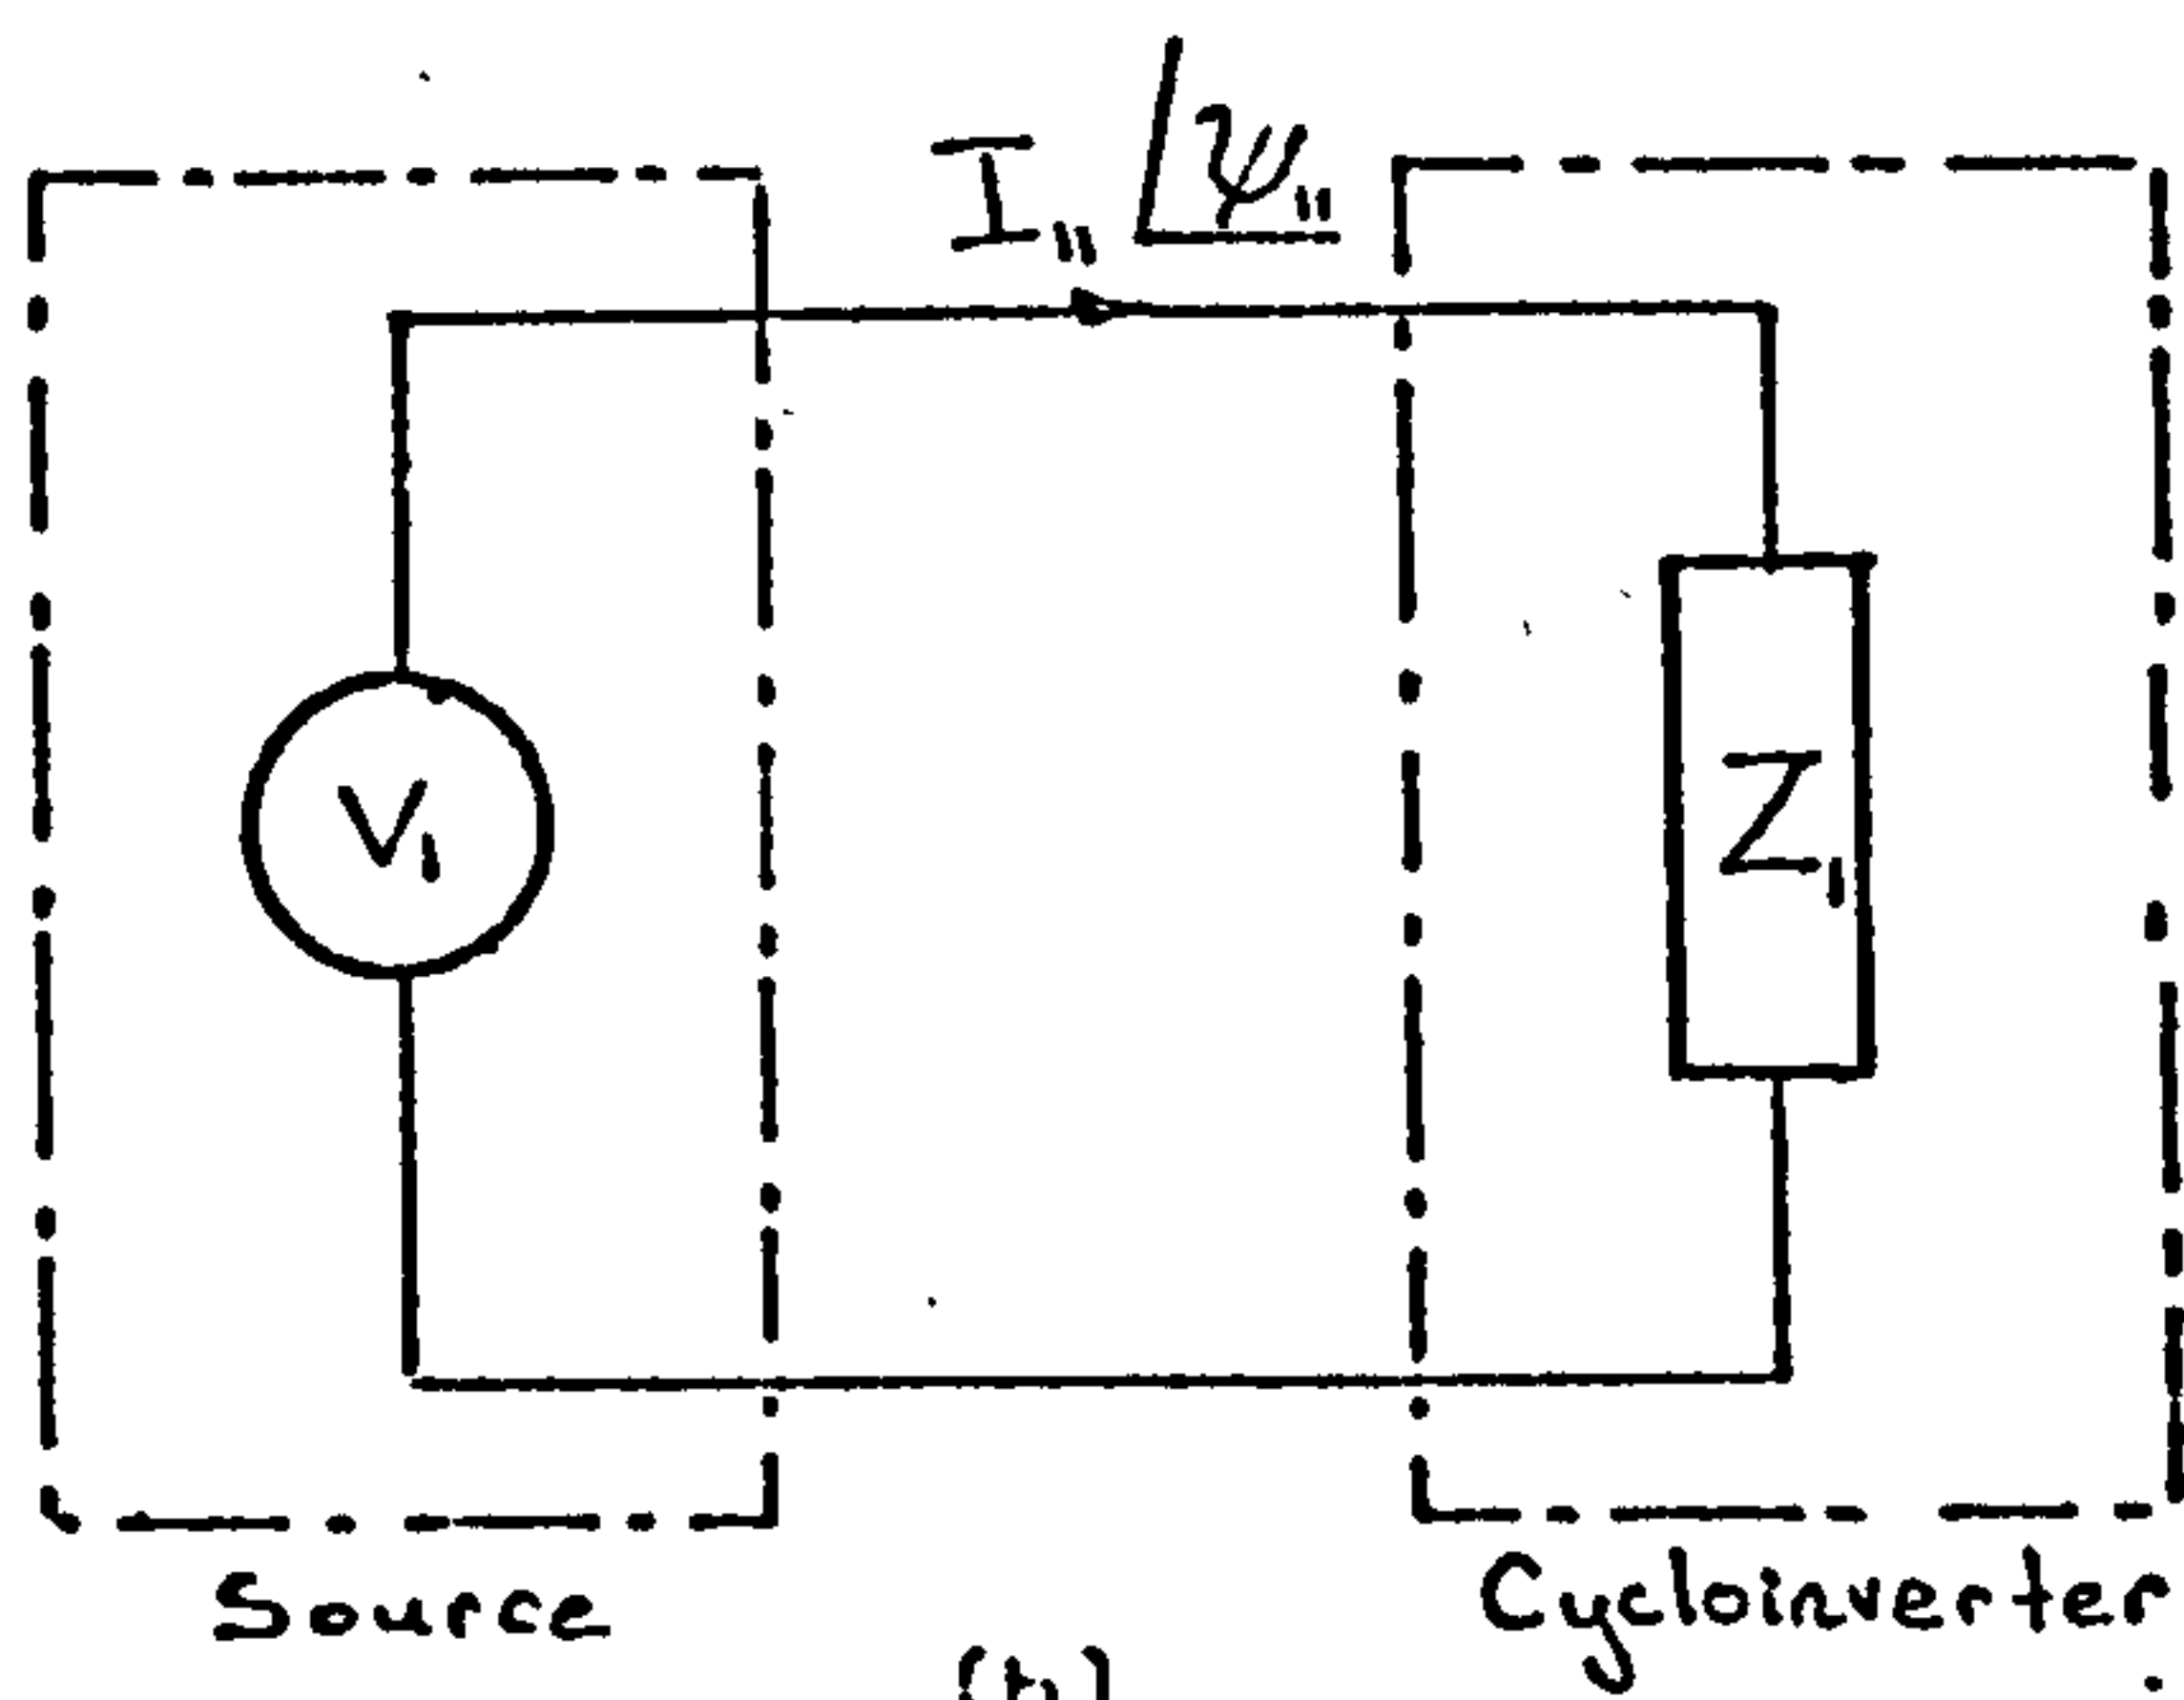 I₁₁ ∠ψ₁₁
V₁
Z₁
Source
Cycloinverter
(b)